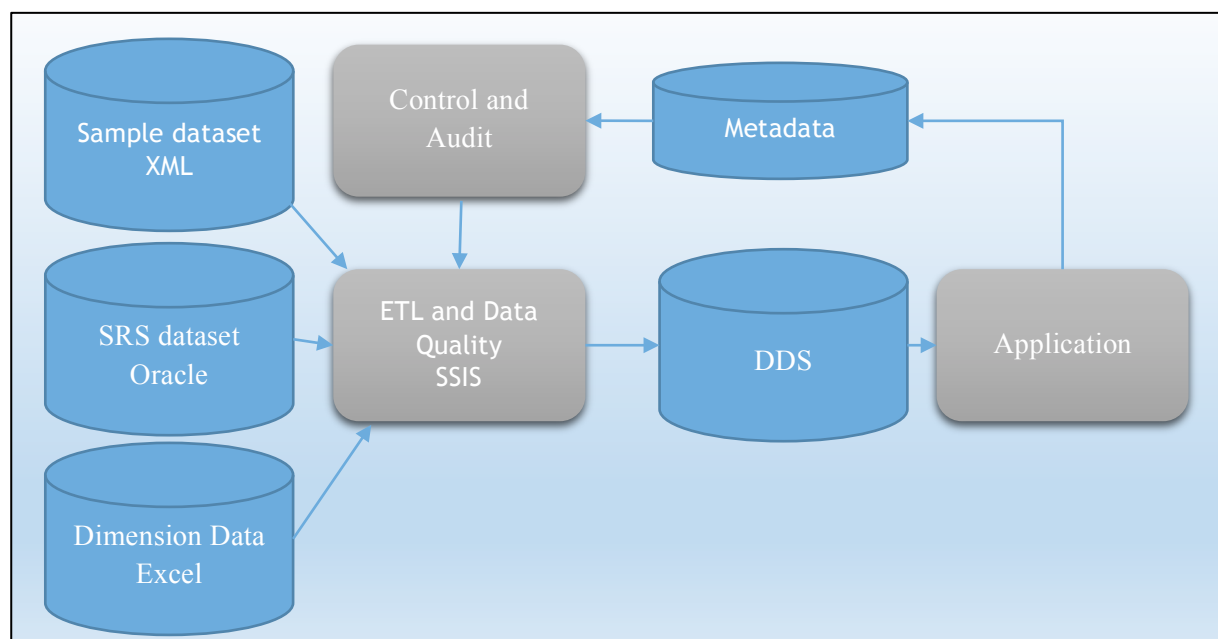 Sample dataset
XML
Control and
Audit
Metadata
SRS dataset
Oracle
ETL and Data
Quality
SSIS
DDS
Application
Dimension Data
Excel